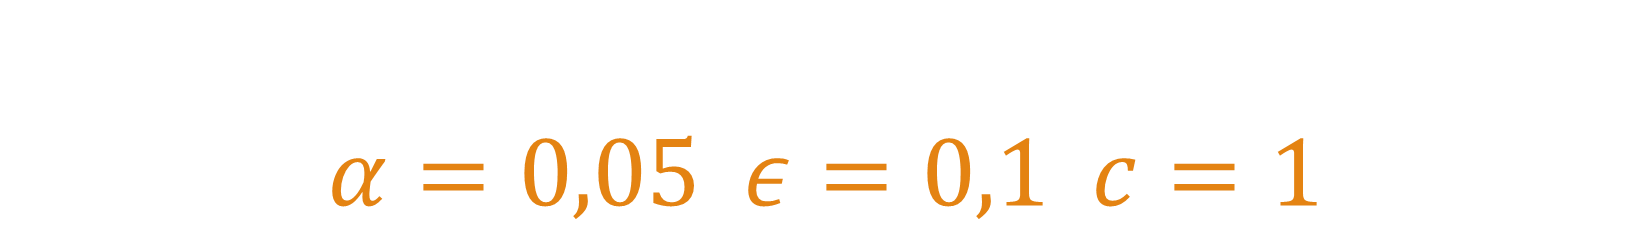 α = 0,05 ϵ = 0,1 c = 1